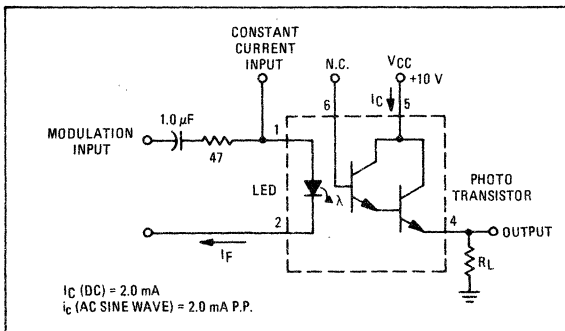 CONSTANT
CURRENT
INPUT
N.C.
VCC
+10 V
6
IC
5
1.0 µF
1
MODULATION
INPUT
47
LED
λ
PHOTO
TRANSISTOR
2
4
OUTPUT
IF
RL
IC (DC) = 2.0 mA
ic (AC SINE WAVE) = 2.0 mA P.P.